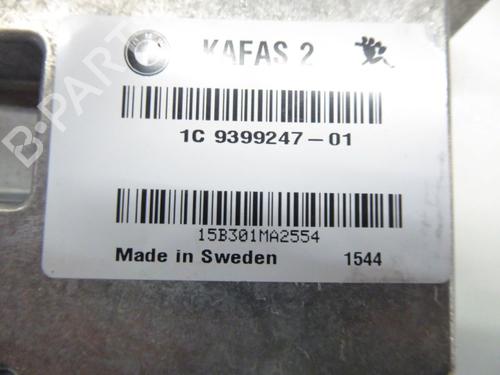 KAFAS 2
1C 9399247-01
15B301MA2554
Made in Sweden 1544
B-PARTS